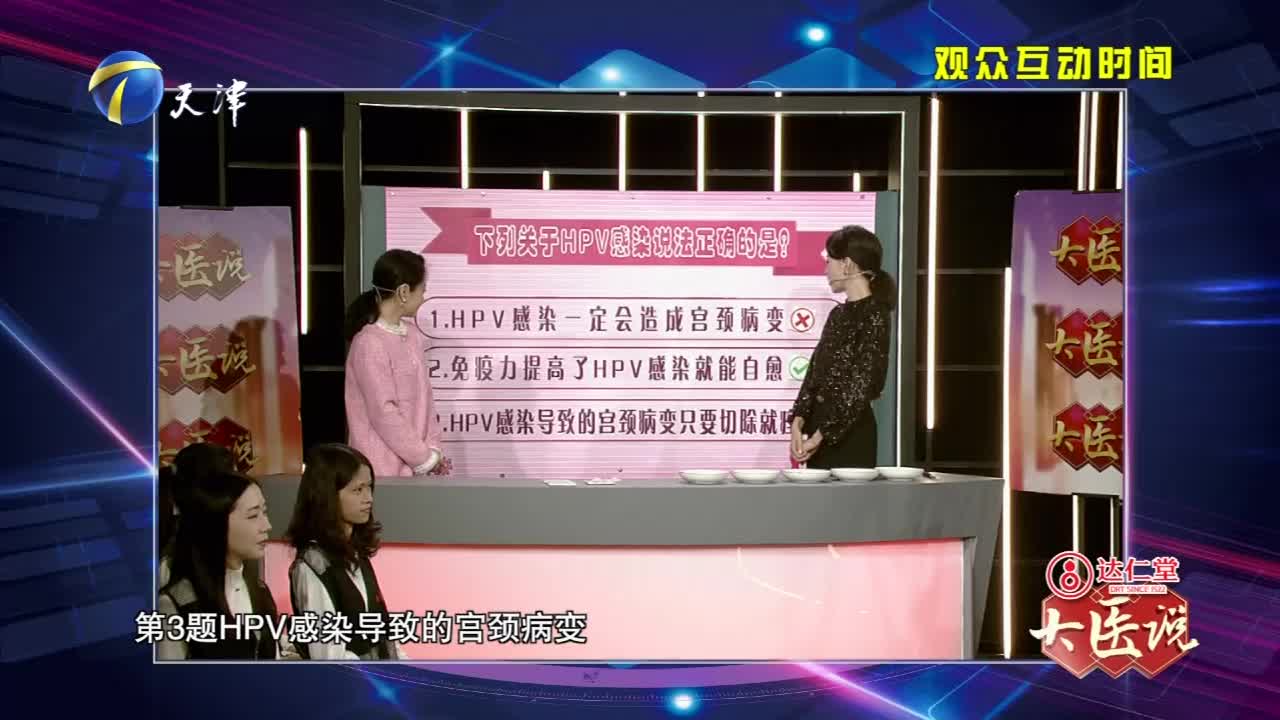 观众互动时间
天津
下列关于HPV感染说法正确的是?
1.HPV感染一定会造成宫颈病变
2.免疫力提高了HPV感染就能自愈
.HPV感染导致的宫颈病变只要切除就
大医说
大医说
大医说
大医
大医
大医
达仁堂
DRT SINCE 1522
大医说
第3题HPV感染导致的宫颈病变